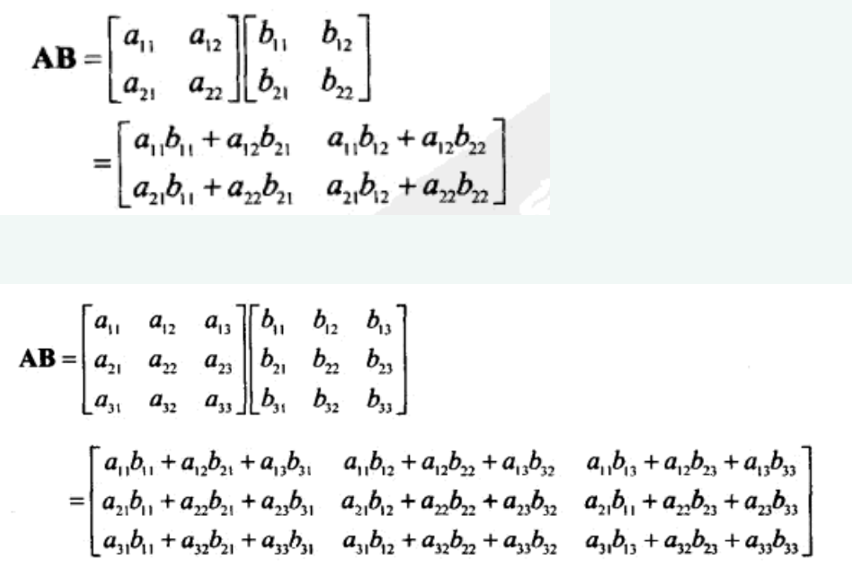 AB = [a₁₁ a₁₂] [b₁₁ b₁₂]
[a₂₁ a₂₂] [b₂₁ b₂₂]
= [a₁₁b₁₁ + a₁₂b₂₁ a₁₁b₁₂ + a₁₂b₂₂]
[a₂₁b₁₁ + a₂₂b₂₁ a₂₁b₁₂ + a₂₂b₂₂]
[a₁₁ a₁₂ a₁₃] [b₁₁ b₁₂ b₁₃]
AB = [a₂₁ a₂₂ a₂₃] [b₂₁ b₂₂ b₂₃]
[a₃₁ a₃₂ a₃₃] [b₃₁ b₃₂ b₃₃]
[a₁₁b₁₁ + a₁₂b₂₁ + a₁₃b₃₁ a₁₁b₁₂ + a₁₂b₂₂ + a₁₃b₃₂ a₁₁b₁₃ + a₁₂b₂₃ + a₁₃b₃₃]
= [a₂₁b₁₁ + a₂₂b₂₁ + a₂₃b₃₁ a₂₁b₁₂ + a₂₂b₂₂ + a₂₃b₃₂ a₂₁b₁₁ + a₂₂b₂₃ + a₂₃b₃₃]
[a₃₁b₁₁ + a₃₂b₂₁ + a₃₃b₃₁ a₃₁b₁₂ + a₃₂b₂₂ + a₃₃b₃₂ a₃₁b₁₃ + a₃₂b₂₃ + a₃₃b₃₃]